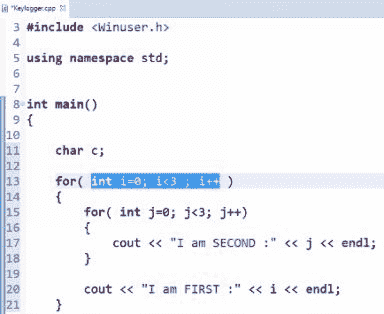 *Keylogger.cpp
3 #include <Winuser.h>
4
5 using namespace std;
6
7
8 int main()
9 {
10
11 char c;
12
13 for( int i=0; i<3 ; i++ )
14 {
15 for( int j=0; j<3; j++)
16 {
17 cout << "I am SECOND :" << j << endl;
18 }
19
20 cout << "I am FIRST :" << i << endl;
21 }